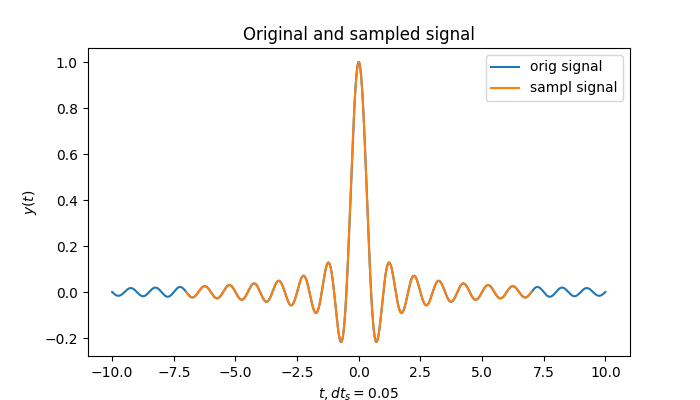 Original and sampled signal
orig signal
sampl signal
1.0
0.8
0.6
0.4
0.2
0.0
−0.2
y(t)
−10.0 −7.5 −5.0 −2.5 0.0 2.5 5.0 7.5 10.0
t, dt_s = 0.05